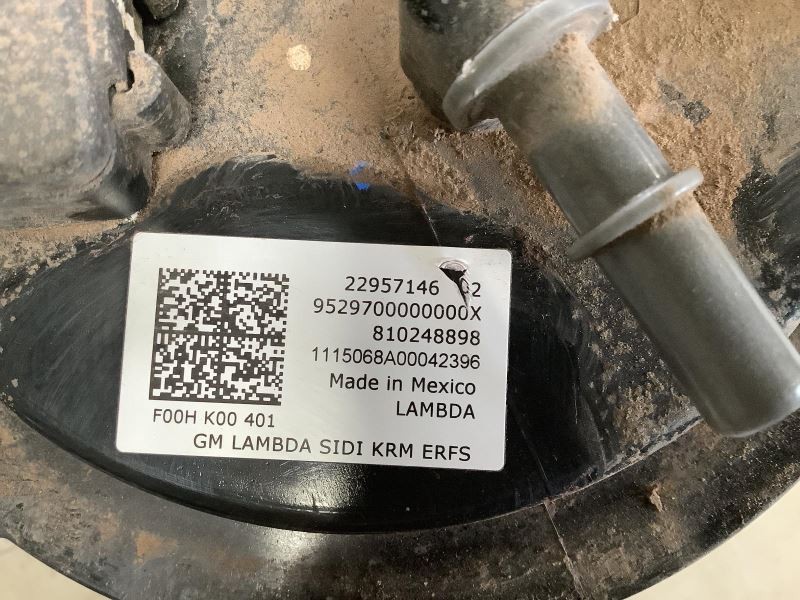 22957146
9529700000000X
810248898
1115068A00042396
Made in Mexico
LAMBDA
F00H K00 401
GM LAMBDA SIDI KRM ERFS